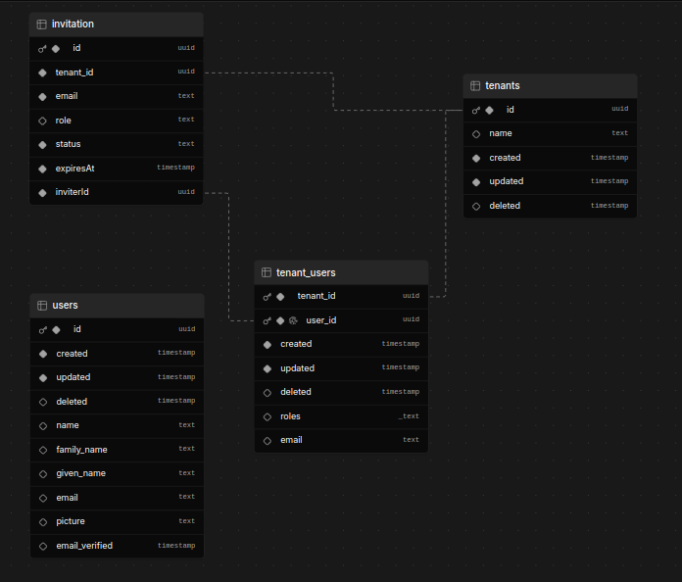 invitation
id uuid
tenant_id uuid
email text
role text
status text
expiresAt timestamp
inviterId uuid
tenants
id uuid
name text
created timestamp
updated timestamp
deleted timestamp
tenant_users
tenant_id uuid
user_id uuid
created timestamp
updated timestamp
deleted timestamp
roles _text
email text
users
id uuid
created timestamp
updated timestamp
deleted timestamp
name text
family_name text
given_name text
email text
picture text
email_verified timestamp